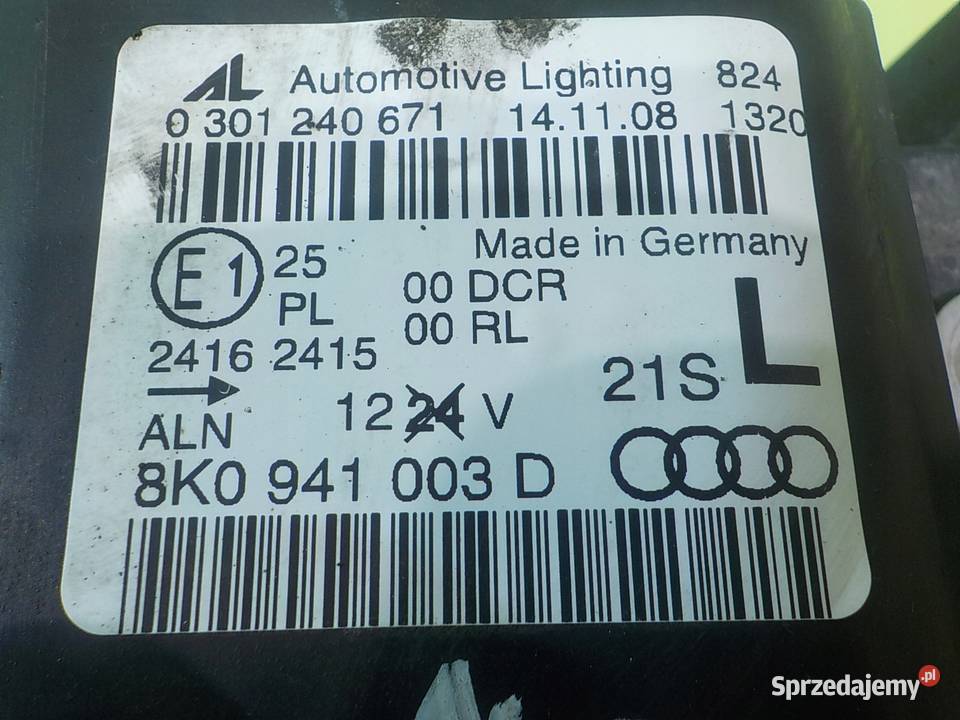 AL Automotive Lighting 824
0 301 240 671 14.11.08 1320
Made in Germany
E1 25 00 DCR
PL 00 RL
2416 2415 21S L
12 24 V
ALN
8K0 941 003 D
Sprzedajemy.pl